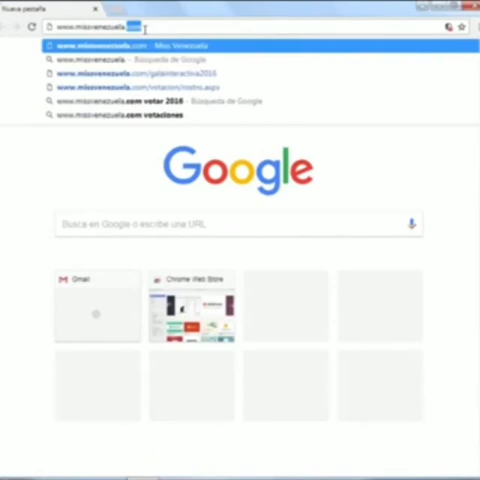 Nueva pestaña
www.missvenezuela.com
www.missvenezuela.com - Miss Venezuela
www.missvenezuela. - Búsqueda de Google
www.missvenezuela.com/galainteractiva2016
www.missvenezuela.com/votacion/rostro.aspx
www.missvenezuela.com votar 2016 - Búsqueda de Google
www.missvenezuela.com votaciones
Google
Busca en Google o escribe una URL
Gmail
Chrome Web Store